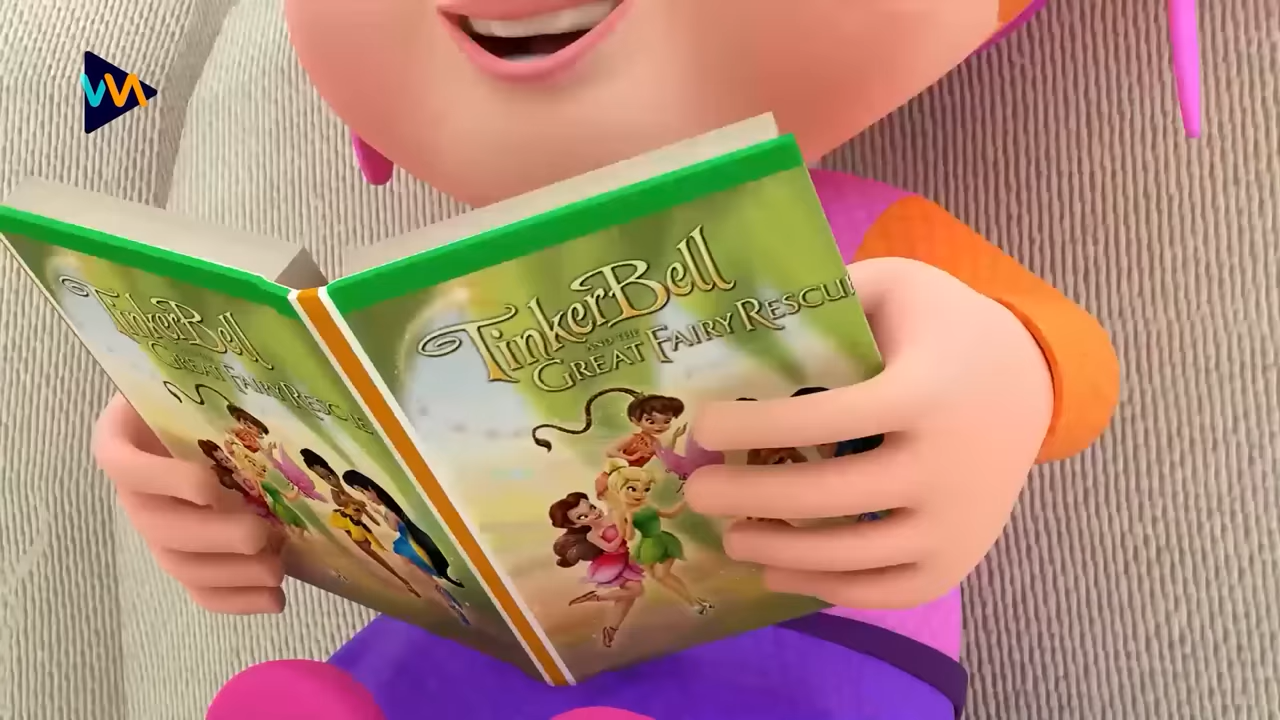 TinkerBell
AND THE
GREAT FAIRY RESCUE
TinkerBell
GREAT FAIRY RESCUE